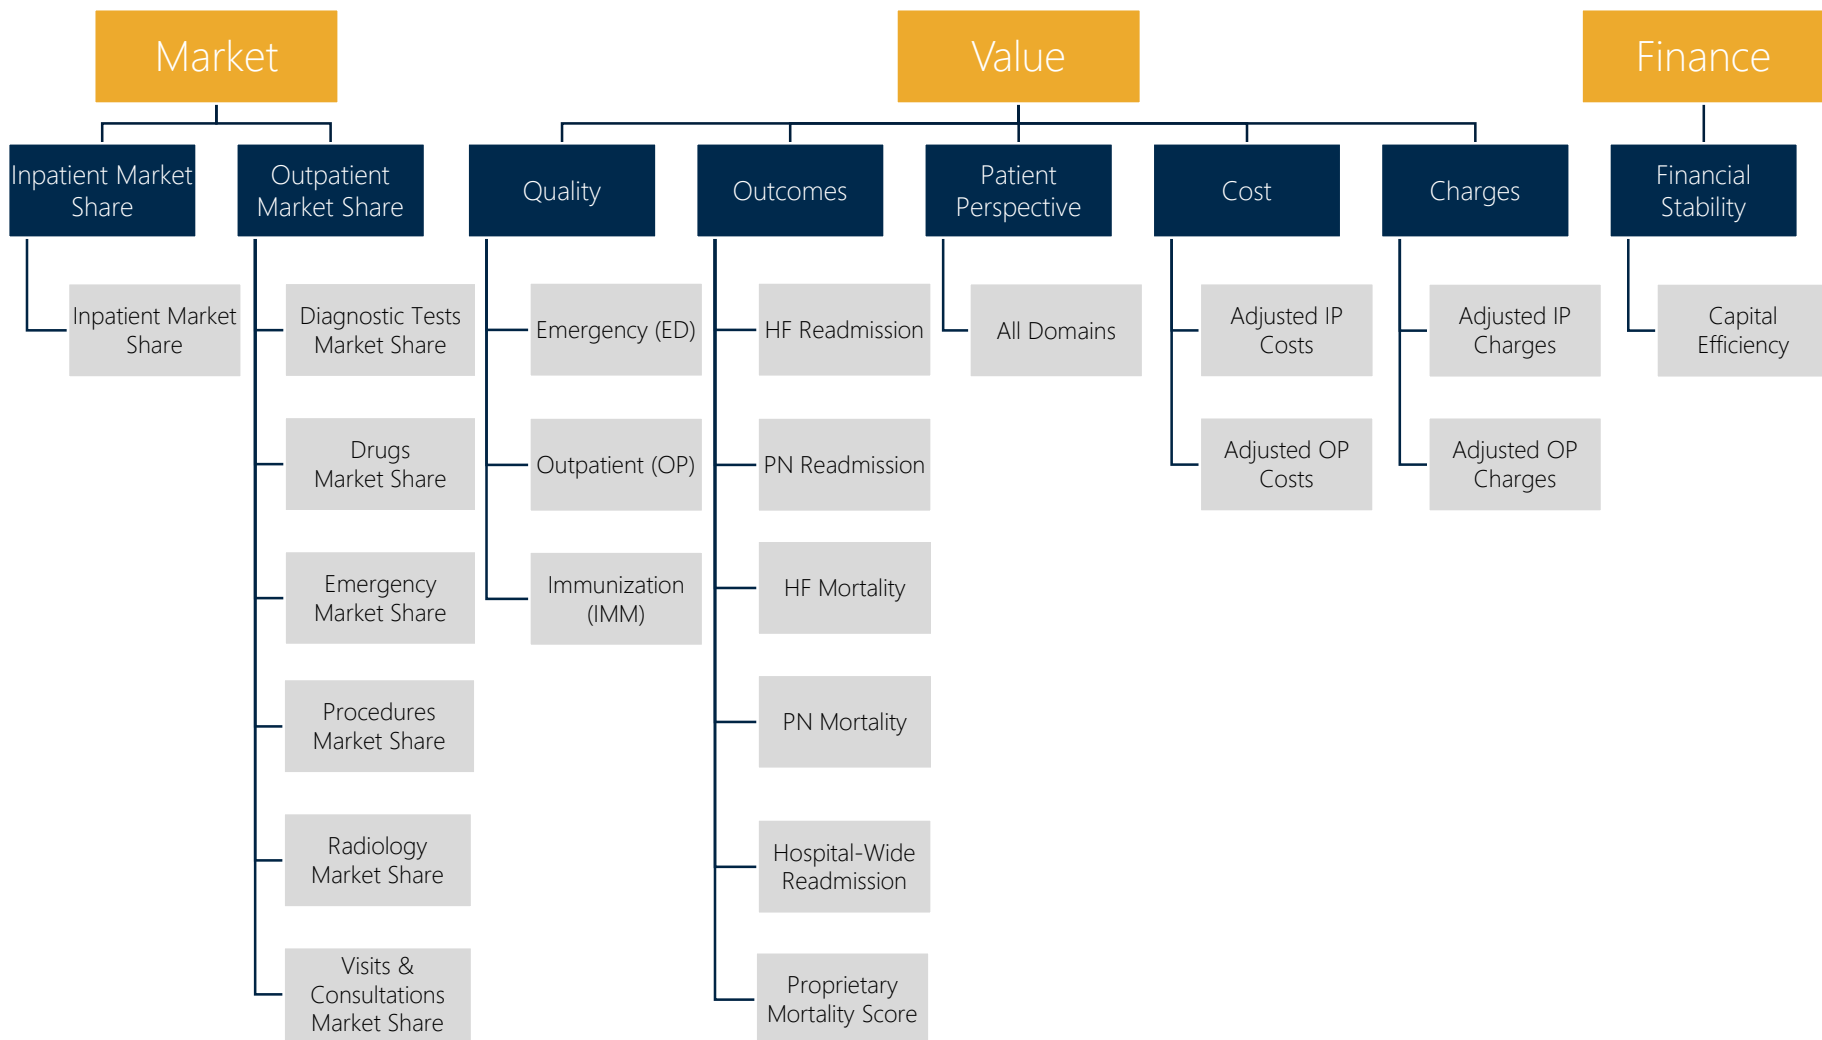 Market
Value
Finance
Inpatient Market
Share
Outpatient
Market Share
Quality
Outcomes
Patient
Perspective
Cost
Charges
Financial
Stability
Inpatient Market
Share
Diagnostic Tests
Market Share
Drugs
Market Share
Emergency
Market Share
Procedures
Market Share
Radiology
Market Share
Visits &
Consultations
Market Share
Emergency (ED)
Outpatient (OP)
Immunization
(IMM)
HF Readmission
PN Readmission
HF Mortality
PN Mortality
Hospital-Wide
Readmission
Proprietary
Mortality Score
All Domains
Adjusted IP
Costs
Adjusted OP
Costs
Adjusted IP
Charges
Adjusted OP
Charges
Capital
Efficiency